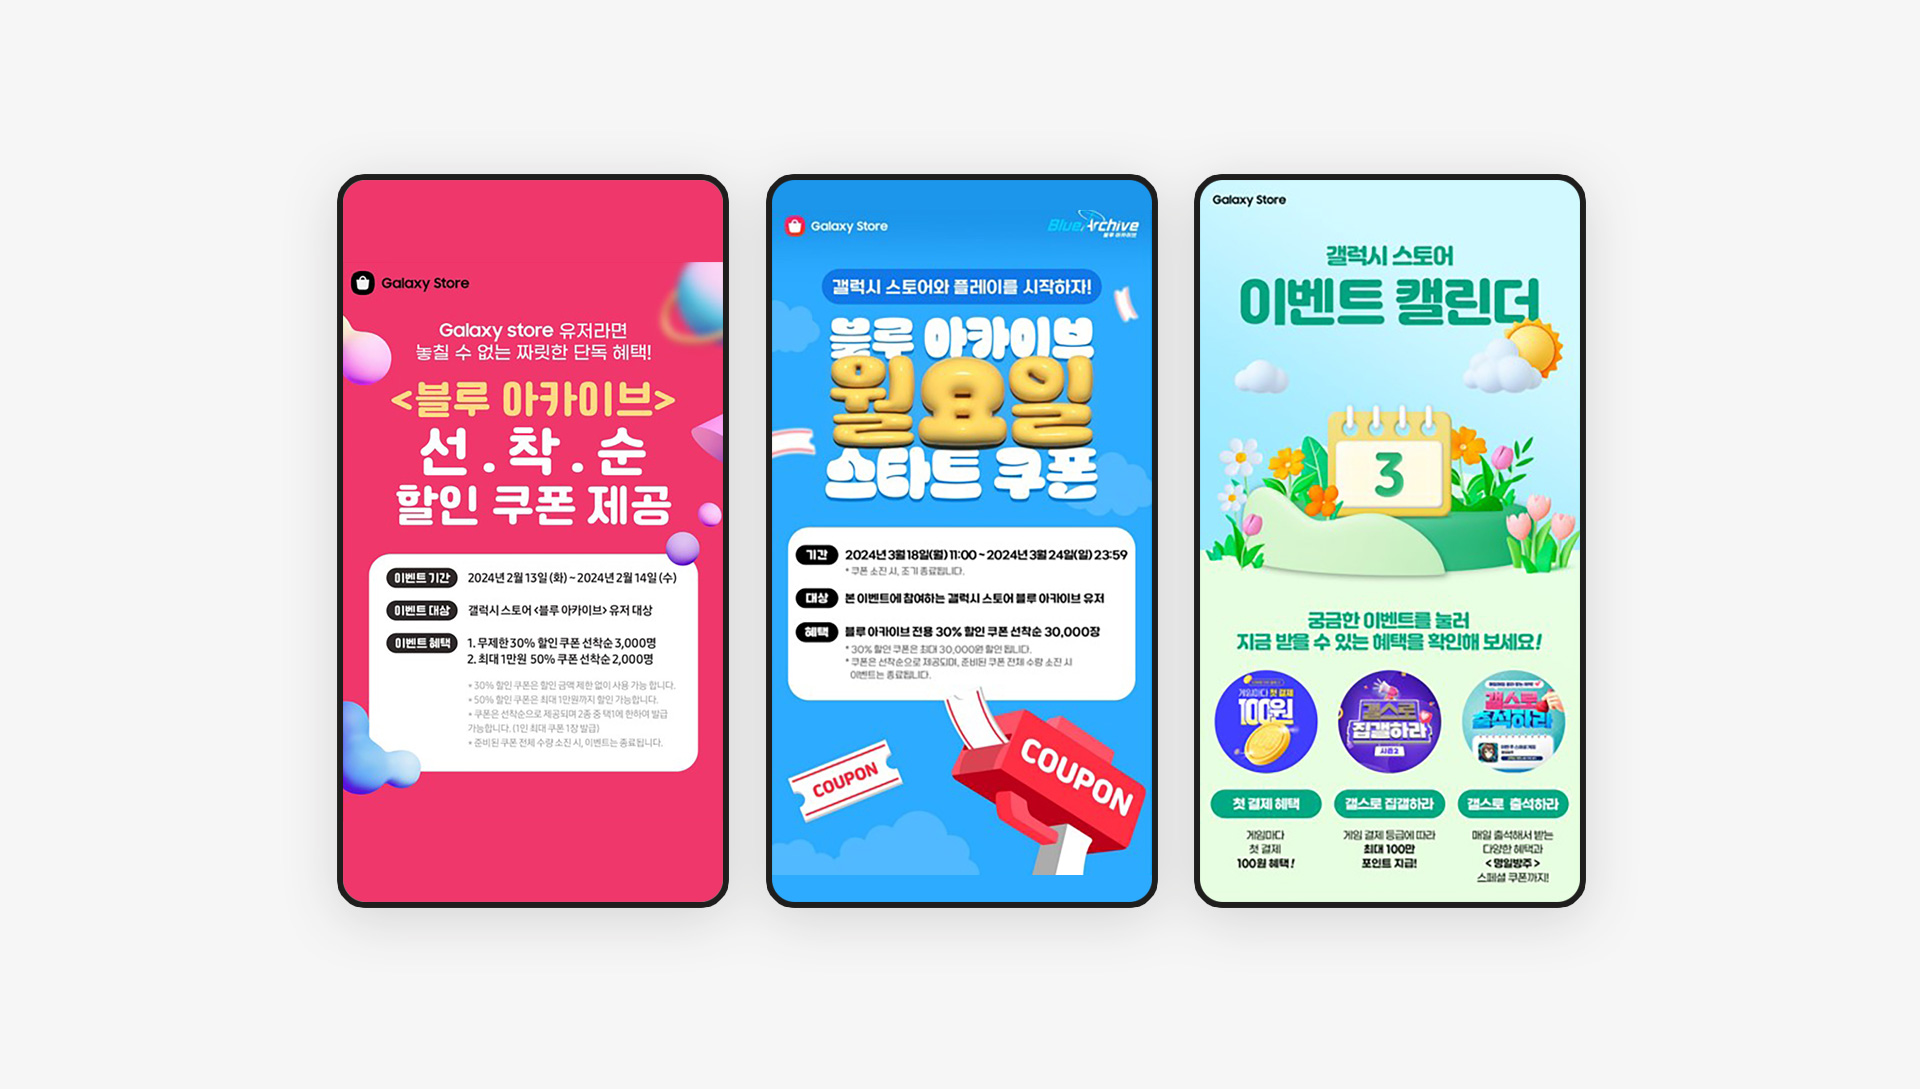 Galaxy Store
Galaxy store 유저라면
놓칠 수 없는 짜릿한 단독 혜택!
<블루 아카이브>
선.착.순
할인 쿠폰 제공
이벤트 기간 2024년 2월 13일 (화) ~ 2024년 2월 14일 (수)
이벤트 대상 갤럭시 스토어 <블루 아카이브> 유저 대상
이벤트 혜택 1. 무제한 30% 할인 쿠폰 선착순 3,000명
2. 최대 1만원 50% 쿠폰 선착순 2,000명
* 30% 할인 쿠폰은 할인 금액 제한 없이 사용 가능 합니다.
* 50% 할인 쿠폰은 최대 1만원까지 할인 가능합니다.
* 쿠폰은 선착순으로 제공되며 2종 중 택1에 한하여 발급
가능합니다. (1인 최대 쿠폰 1장 발급)
* 준비된 쿠폰 전체 수량 소진 시, 이벤트는 종료됩니다.
Galaxy Store
Blue Archive
블루 아카이브
갤럭시 스토어와 플레이를 시작하자!
블루 아카이브
월요일
스타트 쿠폰
기간 2024년 3월 18일(월) 11:00 ~ 2024년 3월 24일(일) 23:59
* 쿠폰 소진 시, 조기 종료됩니다.
대상 본 이벤트에 참여하는 갤럭시 스토어 블루 아카이브 유저
혜택 블루 아카이브 전용 30% 할인 쿠폰 선착순 30,000장
* 30% 할인 쿠폰은 최대 30,000원 할인 됩니다.
* 쿠폰은 선착순으로 제공되며, 준비된 쿠폰 전체 수량 소진 시
이벤트는 종료됩니다.
COUPON
COUPON
Galaxy Store
갤럭시 스토어
이벤트 캘린더
3
궁금한 이벤트를 눌러
지금 받을 수 있는 혜택을 확인해 보세요!
게임마다 첫 결제
100원
갤스로
집갤하라
시즌2
갤스로
출석하라
첫 결제 혜택
갤스로 집갤하라
갤스로 출석하라
게임마다
첫 결제
100원 혜택!
게임 결제 등급에 따라
최대 100만
포인트 지급!
매일 출석해서 받는
다양한 혜택과
<명일방주>
스페셜 쿠폰까지!